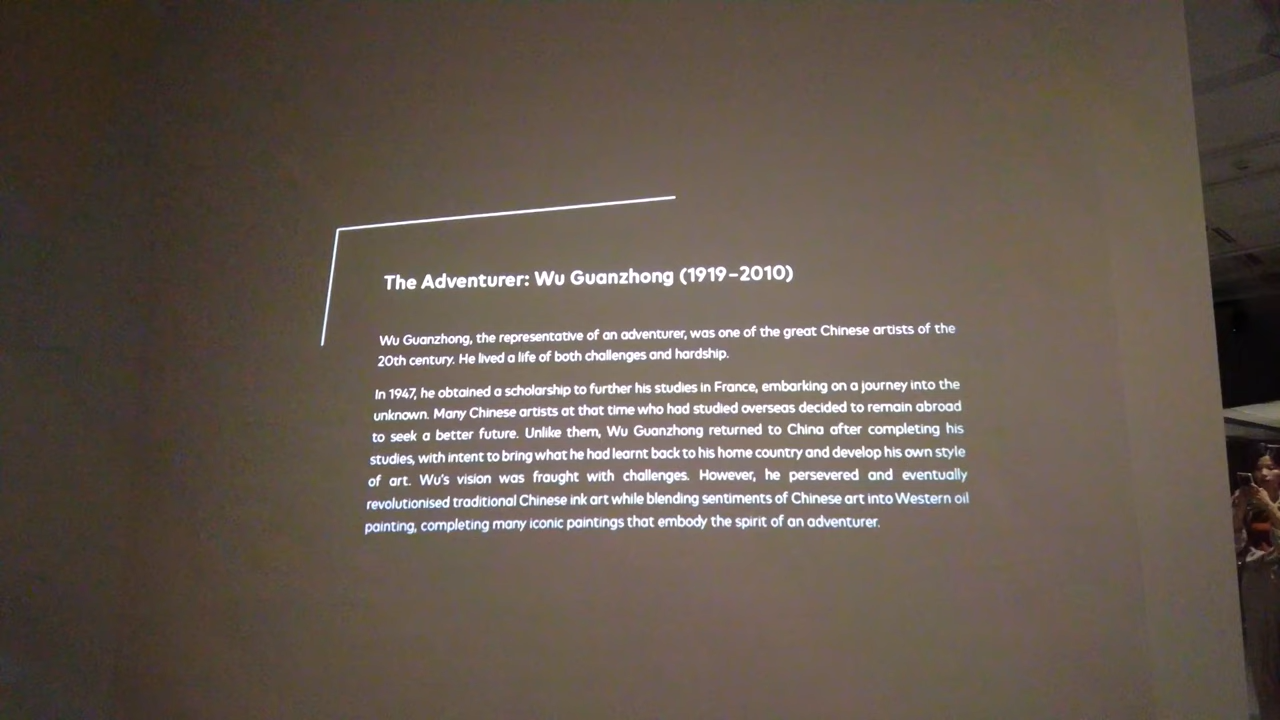 The Adventurer: Wu Guanzhong (1919–2010)
Wu Guanzhong, the representative of an adventurer, was one of the great Chinese artists of the
20th century. He lived a life of both challenges and hardship.
In 1947, he obtained a scholarship to further his studies in France, embarking on a journey into the
unknown. Many Chinese artists at that time who had studied overseas decided to remain abroad
to seek a better future. Unlike them, Wu Guanzhong returned to China after completing his
studies, with intent to bring what he had learnt back to his home country and develop his own style
of art. Wu's vision was fraught with challenges. However, he persevered and eventually
revolutionised traditional Chinese ink art while blending sentiments of Chinese art into Western oil
painting, completing many iconic paintings that embody the spirit of an adventurer.